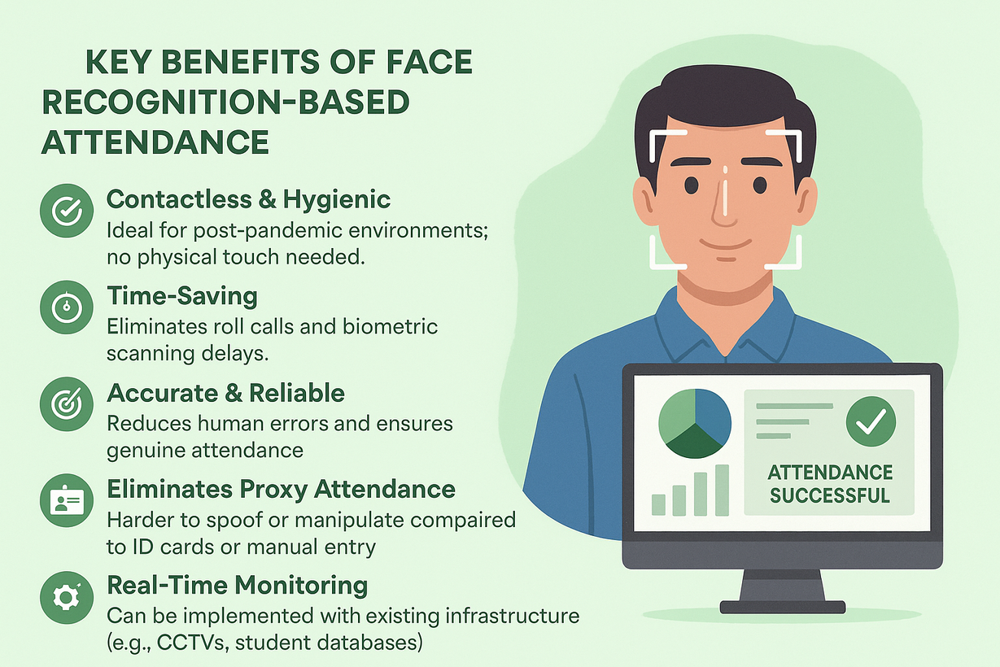 KEY BENEFITS OF FACE
RECOGNITION-BASED
ATTENDANCE
Contactless & Hygienic
Ideal for post-pandemic environments;
no physical touch needed.
Time-Saving
Eliminates roll calls and biometric
scanning delays.
Accurate & Reliable
Reduces human errors and ensures
genuine attendance
Eliminates Proxy Attendance
Harder to spoof or manipulate compaired
to ID cards or manual entry
Real-Time Monitoring
Can be implemented with existing infrastructure
(e.g., CCTVs, student databases)
ATTENDANCE
SUCCESSFUL